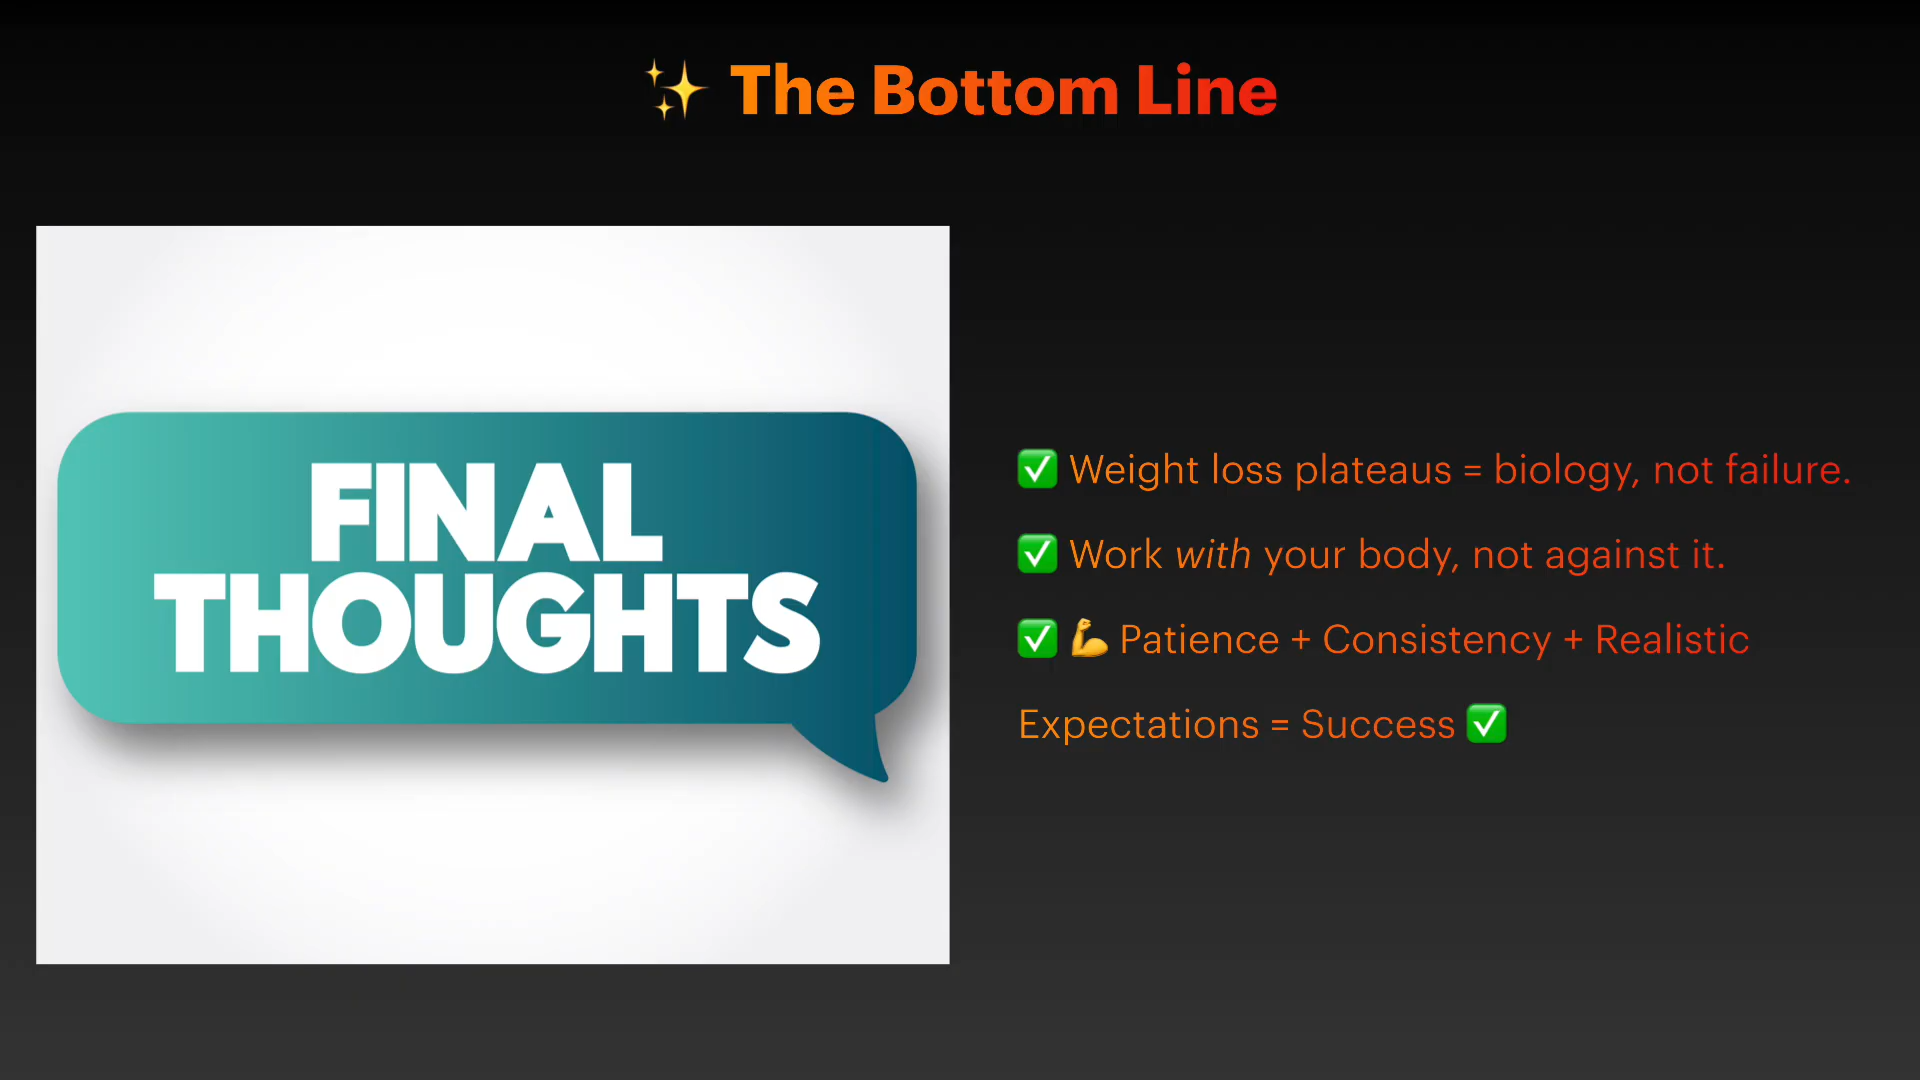 ✨ The Bottom Line
FINAL
THOUGHTS
✅ Weight loss plateaus = biology, not failure.
✅ Work with your body, not against it.
✅ 💪 Patience + Consistency + Realistic
Expectations = Success ✅